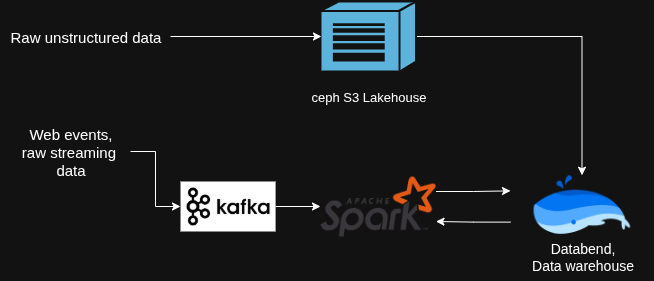 Raw unstructured data
ceph S3 Lakehouse
Web events,
raw streaming
data
kafka
APACHE
Spark
Databend,
Data warehouse